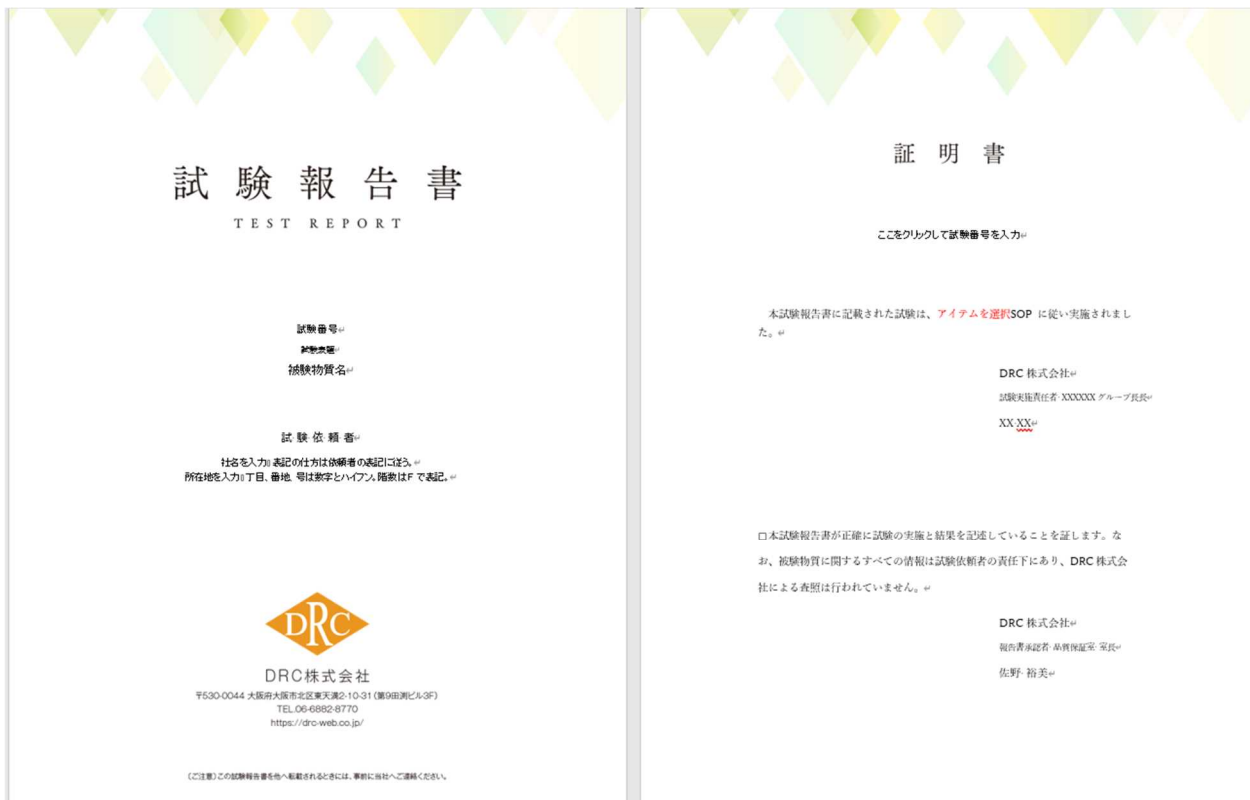 試験報告書
TEST REPORT
試験番号
試験表題
被験物質名
試 験 依 頼 者
社名を入力 表記の仕方は依頼者の表記に従う。
所在地を入力 丁目、番地、号は数字とハイフン。階数はF で表記。
DRC
DRC株式会社
〒530-0044 大阪府大阪市北区東天満2-10-31(第9田渕ビル3F)
TEL.06-6882-8770
https://drc-web.co.jp/
(ご注意)この試験報告書を他へ転載されるときには、事前に当社へご連絡ください。
証 明 書
ここをクリックして試験番号を入力
本試験報告書に記載された試験は、アイテムを選択SOP に従い実施されまし
た。
DRC 株式会社
試験実施責任者 XXXXXX グループ長長
XX XX
□本試験報告書が正確に試験の実施と結果を記述していることを証します。な
お、被験物質に関するすべての情報は試験依頼者の責任下にあり、DRC 株式会
社による査照は行われていません。
DRC 株式会社
報告書承認者 品質保証室 室長
佐野 裕美